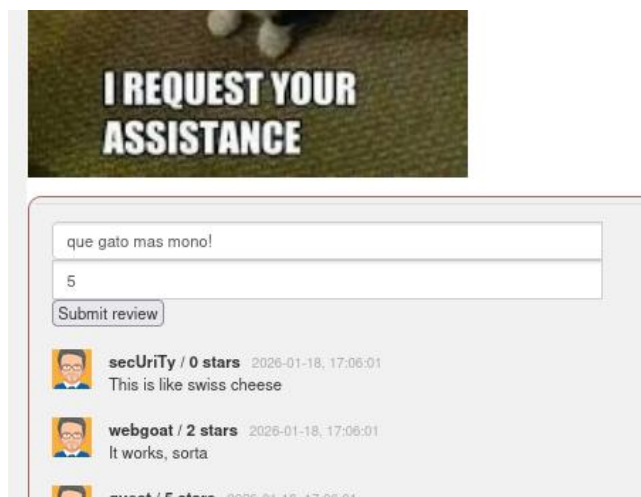 I REQUEST YOUR
ASSISTANCE
que gato mas mono!
5
Submit review
secUriTy / 0 stars 2026-01-18, 17:06:01
This is like swiss cheese
webgoat / 2 stars 2026-01-18, 17:06:01
It works, sorta